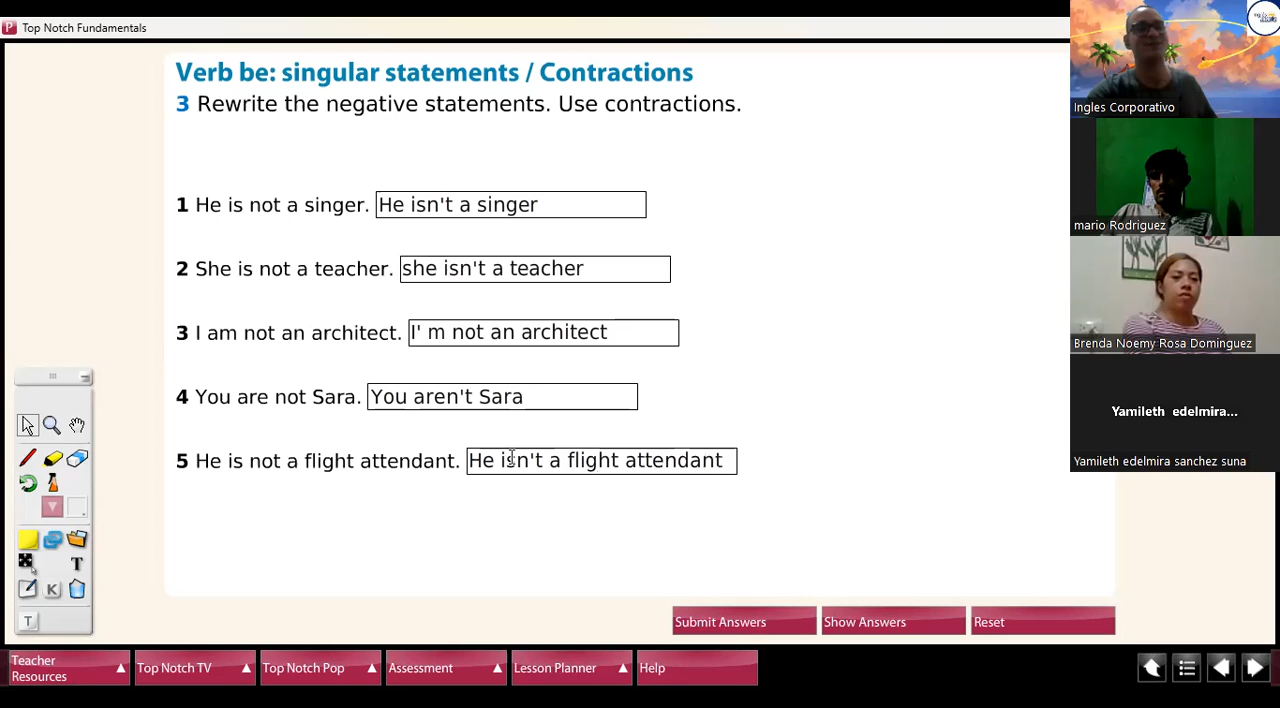 Top Notch Fundamentals
Verb be: singular statements / Contractions
3 Rewrite the negative statements. Use contractions.
1 He is not a singer. He isn't a singer
2 She is not a teacher. she isn't a teacher
3 I am not an architect. I' m not an architect
4 You are not Sara. You aren't Sara
5 He is not a flight attendant. He isn't a flight attendant
Submit Answers
Show Answers
Reset
Teacher Resources
Top Notch TV
Top Notch Pop
Assessment
Lesson Planner
Help
Ingles Corporativo
mario Rodriguez
Brenda Noemy Rosa Dominguez
Yamileth edelmira...
Yamileth edelmira sanchez suna
T
K
T